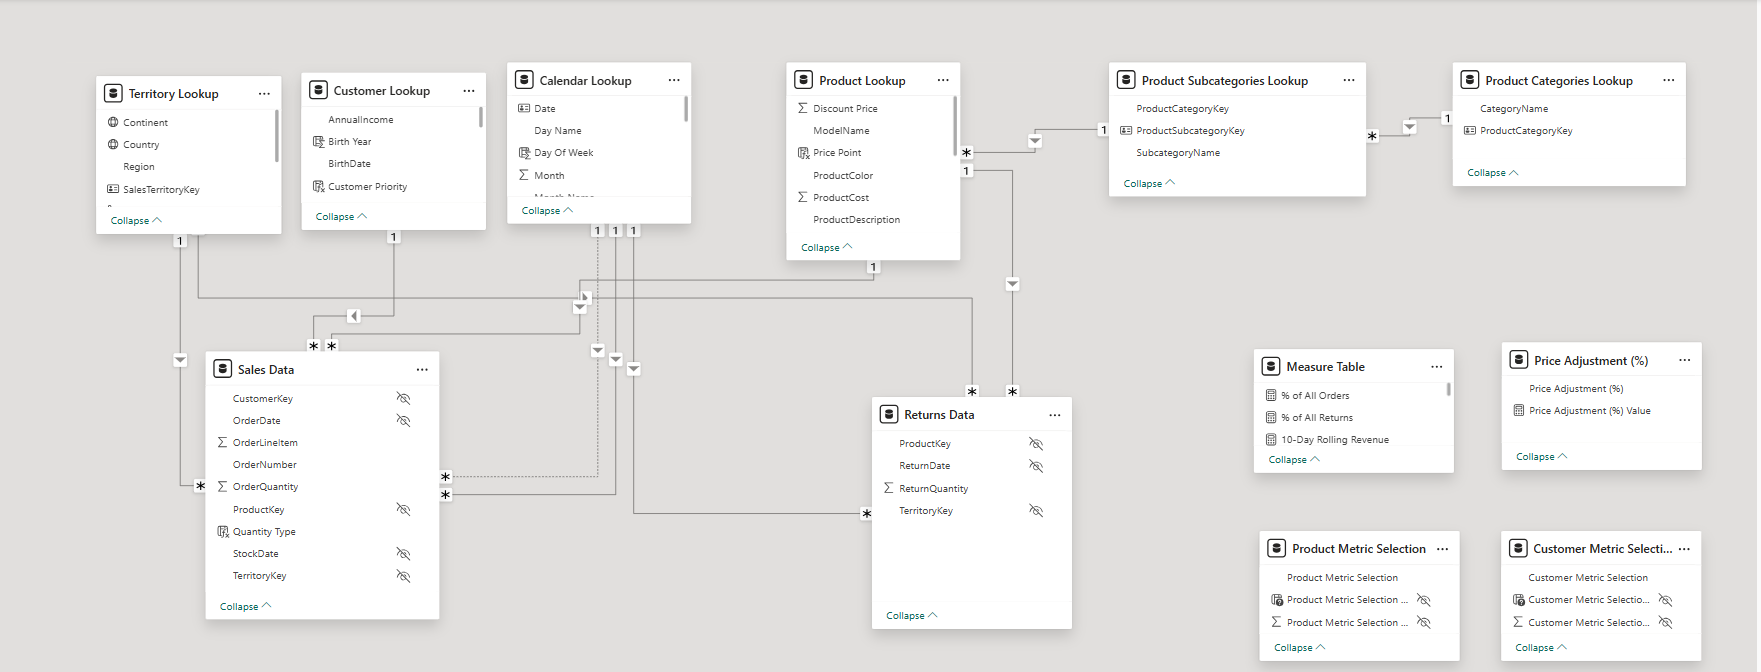 Territory Lookup
Continent
Country
Region
SalesTerritoryKey
Collapse
Customer Lookup
AnnualIncome
Birth Year
BirthDate
Customer Priority
Collapse
Calendar Lookup
Date
Day Name
Day Of Week
Month
Month Name
Collapse
Product Lookup
Discount Price
ModelName
Price Point
ProductColor
ProductCost
ProductDescription
Collapse
Product Subcategories Lookup
ProductCategoryKey
ProductSubcategoryKey
SubcategoryName
Collapse
Product Categories Lookup
CategoryName
ProductCategoryKey
Collapse
1
1
1 1 1
1
*
1
1
*
1
* *
*
*
*
* *
*
Sales Data
CustomerKey
OrderDate
OrderLineItem
OrderNumber
OrderQuantity
ProductKey
Quantity Type
StockDate
TerritoryKey
Collapse
Returns Data
ProductKey
ReturnDate
ReturnQuantity
TerritoryKey
Collapse
Measure Table
% of All Orders
% of All Returns
10-Day Rolling Revenue
Collapse
Price Adjustment (%)
Price Adjustment (%)
Price Adjustment (%) Value
Collapse
Product Metric Selection
Product Metric Selection
Product Metric Selection ...
Product Metric Selection ...
Collapse
Customer Metric Selecti...
Customer Metric Selection
Customer Metric Selectio...
Customer Metric Selectio...
Collapse